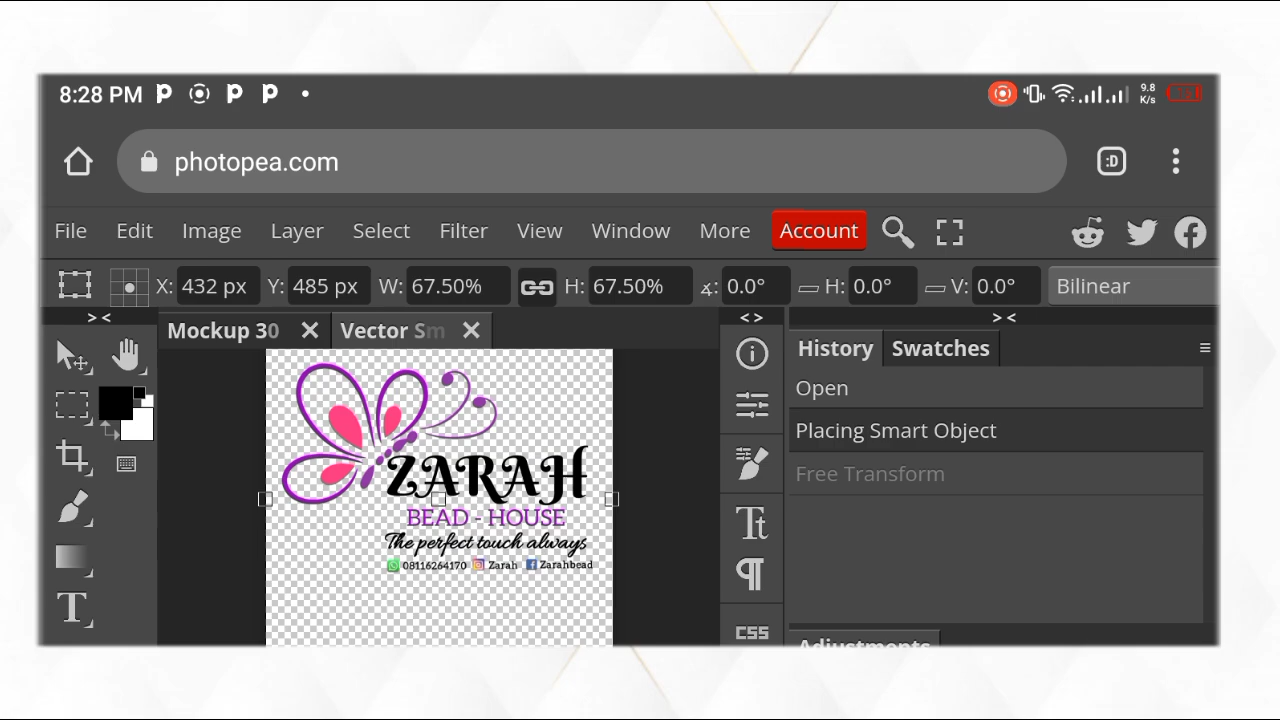 8:28 PM
9.8 K/s
photopea.com
:D
File Edit Image Layer Select Filter View Window More Account
X: 432 px Y: 485 px W: 67.50% H: 67.50% 0.0° H: 0.0° V: 0.0° Bilinear
> < < > > <
Mockup 30 Vector Sm
History Swatches
Open
Placing Smart Object
Free Transform
ZARAH
BEAD - HOUSE
The perfect touch always
08116264170 Zarah Zarahbead
Tt
T
CSS
Adjustments